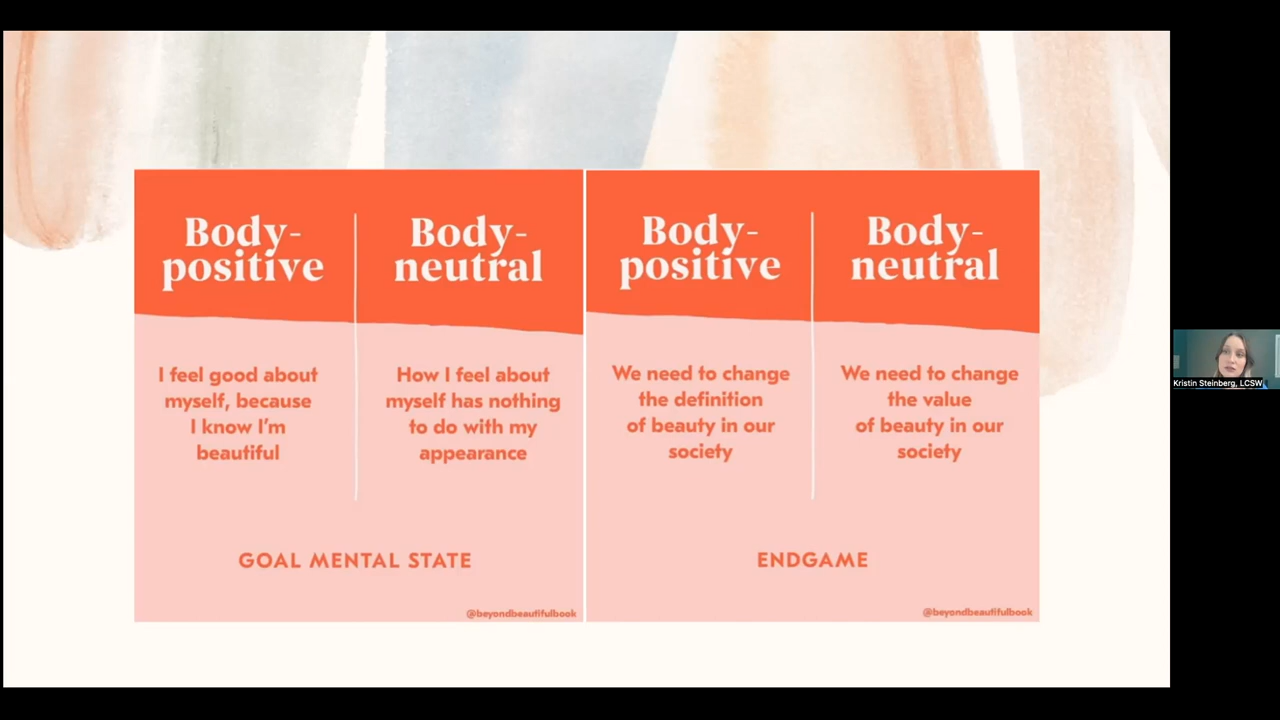 Body-
positive
Body-
neutral
I feel good about
myself, because
I know I'm
beautiful
How I feel about
myself has nothing
to do with my
appearance
GOAL MENTAL STATE
@beyondbeautifulbook
Body-
positive
Body-
neutral
We need to change
the definition
of beauty in our
society
We need to change
the value
of beauty in our
society
ENDGAME
@beyondbeautifulbook
Kristin Steinberg, LCSW